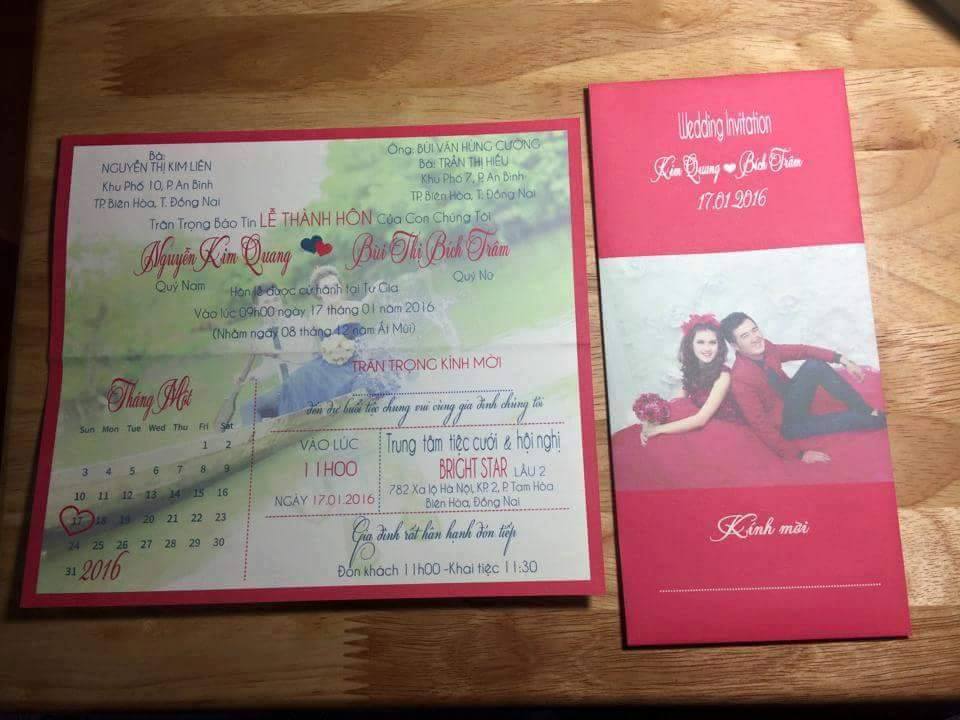 Bà:
NGUYỄN THỊ KIM LIÊN
Khu Phố 10, P. An Bình
TP. Biên Hòa, T. Đồng Nai
Ông: BÙI VĂN HÙNG CƯỜNG
Bà: TRẦN THỊ HIẾU
Khu Phố 7, P. An Bình
TP. Biên Hòa, T. Đồng Nai
Trân Trọng Báo Tin LỄ THÀNH HÔN Của Con Chúng Tôi
Nguyễn Kim Quang Bùi Thị Bích Trâm
Quý Nam Quý Nữ
Hôn lễ được cử hành tại Tư Gia
Vào lúc 09h00 ngày 17 tháng 01 năm 2016
(Nhằm ngày 08 tháng 12 năm Ất Mùi)
TRÂN TRỌNG KÍNH MỜI
đến dự buổi tiệc chung vui cùng gia đình chúng tôi
Tháng Một
Sun Mon Tue Wed Thu Fri Sat
1 2
3 4 5 6 7 8 9
10 11 12 13 14 15 16
17 18 19 20 21 22 23
24 25 26 27 28 29 30
31 2016
VÀO LÚC
11H00
NGÀY 17.01.2016
Trung tâm tiệc cưới & hội nghị
BRIGHT STAR LẦU 2
782 Xa lộ Hà Nội, KP. 2, P. Tam Hòa
Biên Hòa, Đồng Nai
Gia đình rất hân hạnh đón tiếp
Đón khách 11h00 -Khai tiệc 11:30
Wedding Invitation
Kim Quang Bích Trâm
17.01.2016
Kính mời